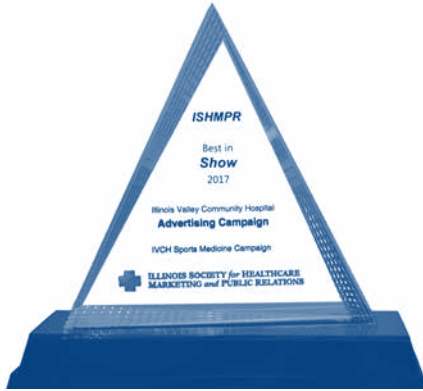 ISHMPR
Best in
Show
2017
Illinois Valley Community Hospital
Advertising Campaign
IVCH Sports Medicine Campaign
ILLINOIS SOCIETY for HEALTHCARE
MARKETING and PUBLIC RELATIONS